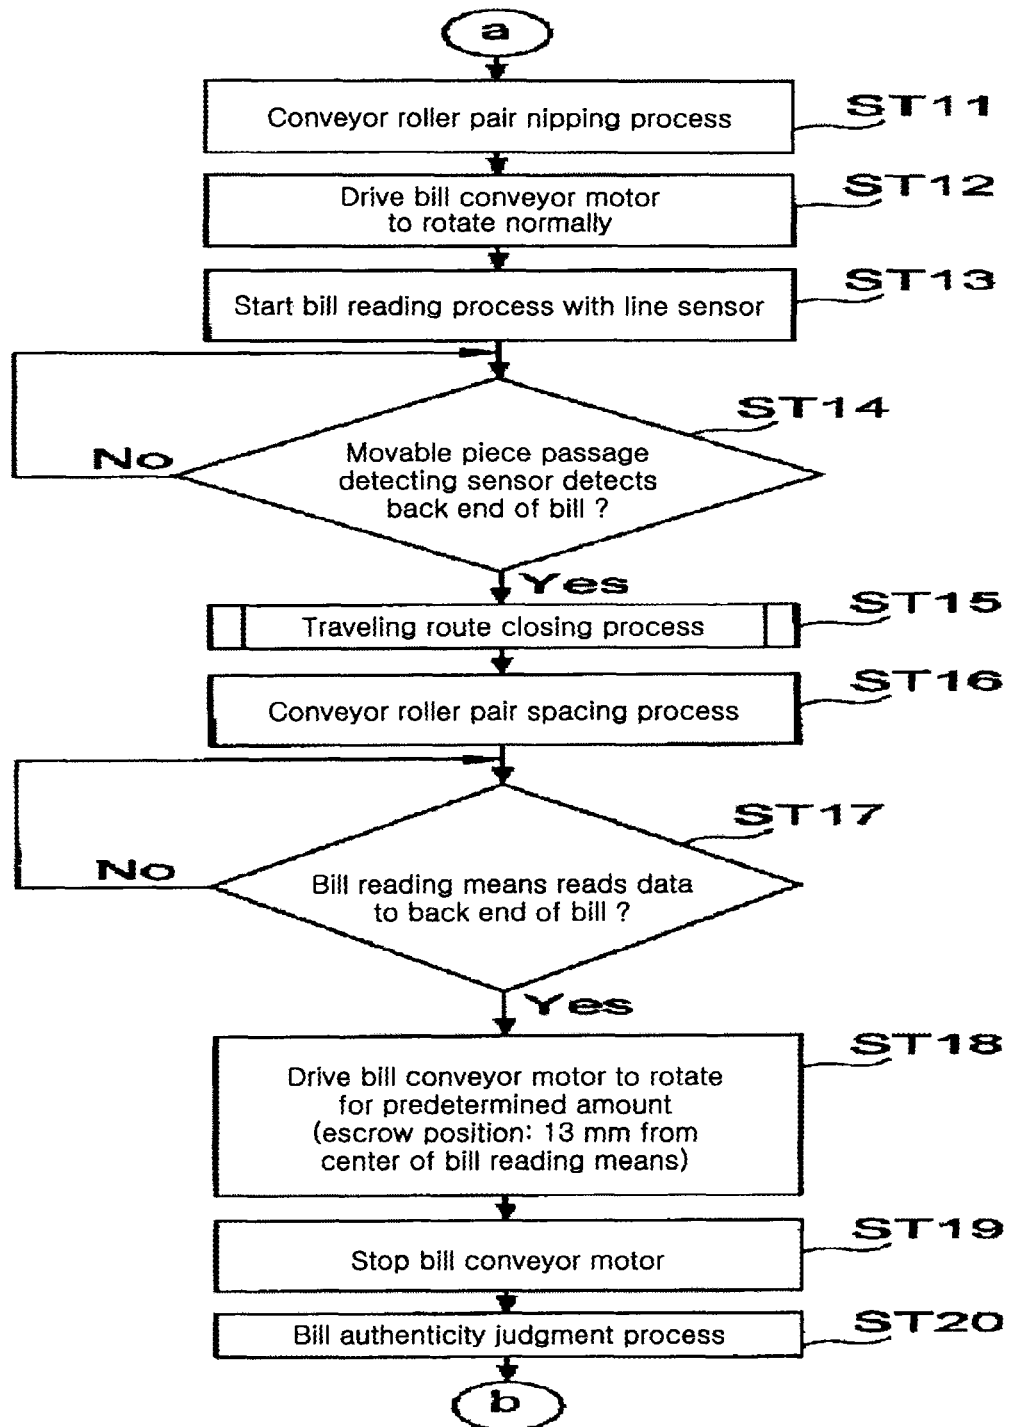 a
Conveyor roller pair nipping process
ST11
Drive bill conveyor motor
to rotate normally
ST12
Start bill reading process with line sensor
ST13
ST14
Movable piece passage
detecting sensor detects
back end of bill ?
No
Yes
Traveling route closing process
ST15
Conveyor roller pair spacing process
ST16
ST17
Bill reading means reads data
to back end of bill ?
No
Yes
Drive bill conveyor motor to rotate
for predetermined amount
(escrow position: 13 mm from
center of bill reading means)
ST18
Stop bill conveyor motor
ST19
Bill authenticity judgment process
ST20
b